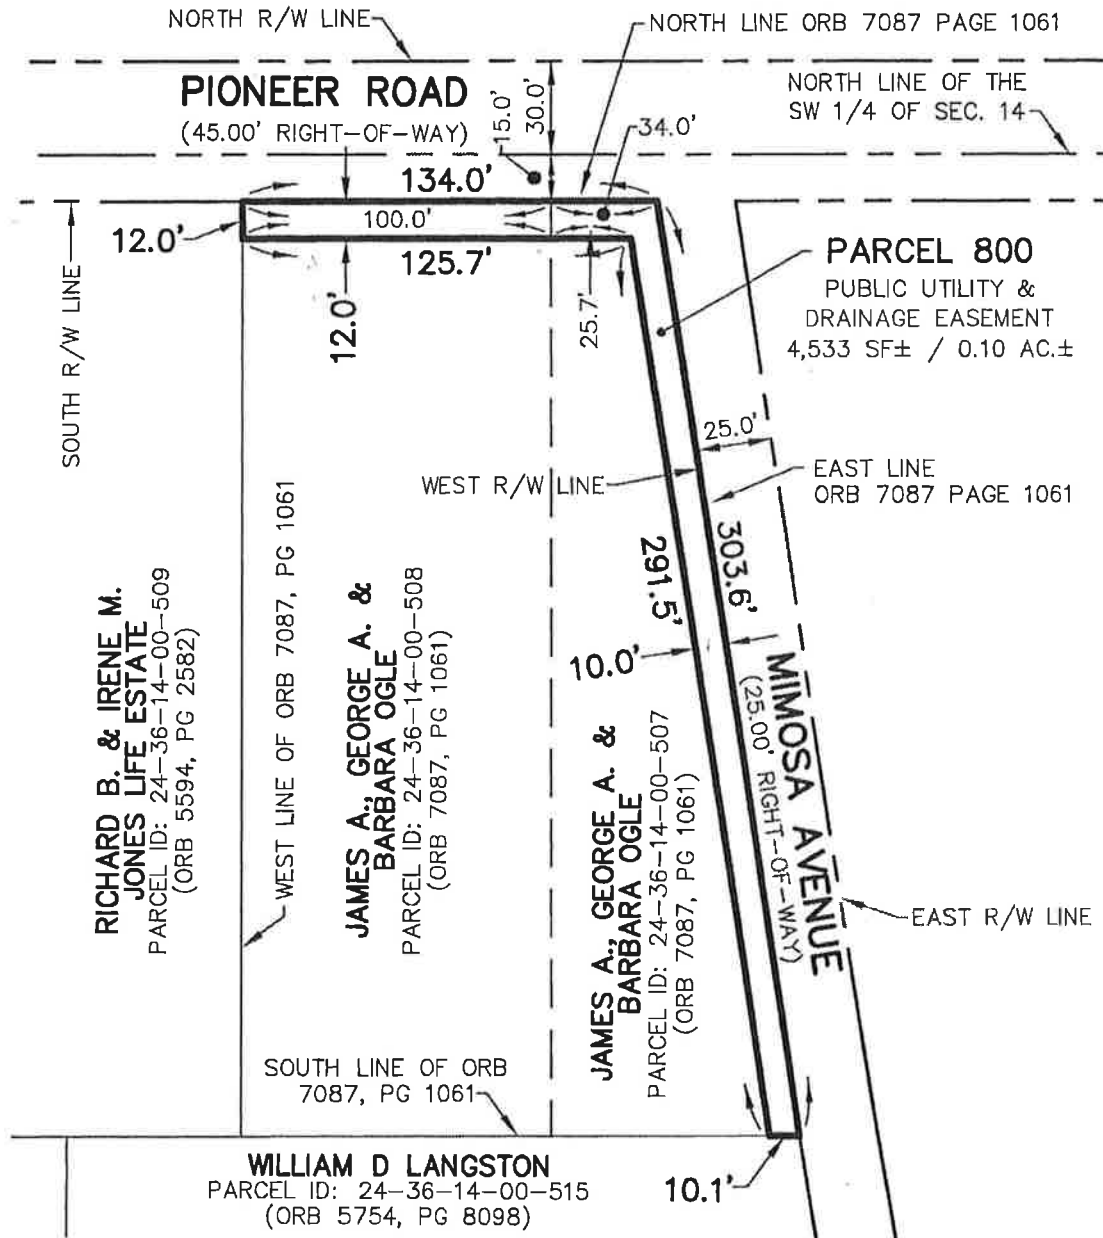 NORTH R/W LINE
NORTH LINE ORB 7087 PAGE 1061
PIONEER ROAD
(45.00' RIGHT-OF-WAY)
15.0'
30.0'
NORTH LINE OF THE
SW 1/4 OF SEC. 14
34.0'
134.0'
100.0'
12.0'
125.7'
12.0'
25.7'
SOUTH R/W LINE
PARCEL 800
PUBLIC UTILITY &
DRAINAGE EASEMENT
4,533 SF± / 0.10 AC.±
25.0'
WEST R/W LINE
EAST LINE
ORB 7087 PAGE 1061
291.5'
303.6'
10.0'
MIMOSA AVENUE
(25.00' RIGHT-OF-WAY)
EAST R/W LINE
RICHARD B. & IRENE M.
JONES LIFE ESTATE
PARCEL ID: 24-36-14-00-509
(ORB 5594, PG 2582)
WEST LINE OF ORB 7087, PG 1061
JAMES A., GEORGE A. &
BARBARA OGLE
PARCEL ID: 24-36-14-00-508
(ORB 7087, PG 1061)
JAMES A., GEORGE A. &
BARBARA OGLE
PARCEL ID: 24-36-14-00-507
(ORB 7087, PG 1061)
SOUTH LINE OF ORB
7087, PG 1061
WILLIAM D LANGSTON
PARCEL ID: 24-36-14-00-515
(ORB 5754, PG 8098)
10.1'